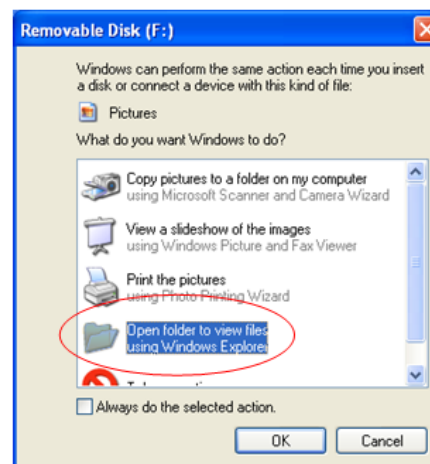 Removable Disk (F:)
Windows can perform the same action each time you insert
a disk or connect a device with this kind of file:
Pictures
What do you want Windows to do?
Copy pictures to a folder on my computer
using Microsoft Scanner and Camera Wizard
View a slideshow of the images
using Windows Picture and Fax Viewer
Print the pictures
using Photo Printing Wizard
Open folder to view files
using Windows Explorer
Always do the selected action.
OK
Cancel